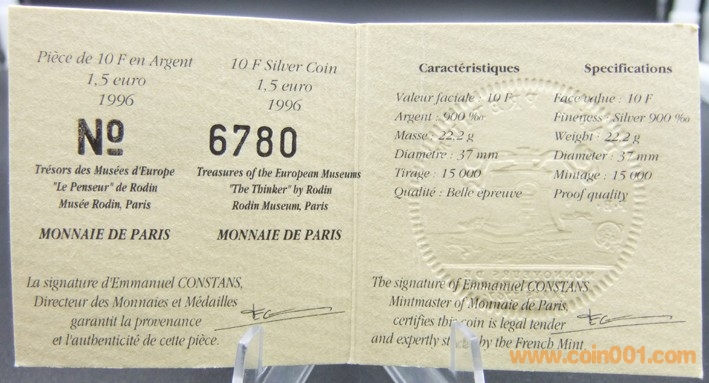 Pièce de 10 F en Argent
1,5 euro
1996
No
Trésors des Musées d'Europe
"Le Penseur" de Rodin
Musée Rodin, Paris
MONNAIE DE PARIS
10 F Silver Coin
1,5 euro
1996
6780
Treasures of the European Museums
"The Thinker" by Rodin
Rodin Museum, Paris
MONNAIE DE PARIS
La signature d'Emmanuel CONSTANS,
Directeur des Monnaies et Médailles
garantit la provenance
et l'authenticité de cette pièce.
Caractéristiques
Valeur faciale : 10 F
Argent : 900 ‰
Masse : 22,2 g
Diamètre : 37 mm
Tirage : 15 000
Qualité : Belle épreuve
Specifications
Face value : 10 F
Fineness : Silver 900 ‰
Weight : 22,2 g
Diameter : 37 mm
Mintage : 15 000
Proof quality
The signature of Emmanuel CONSTANS,
Mintmaster of Monnaie de Paris,
certifies this coin is legal tender
and expertly by the French Mint.
www.coin001.com